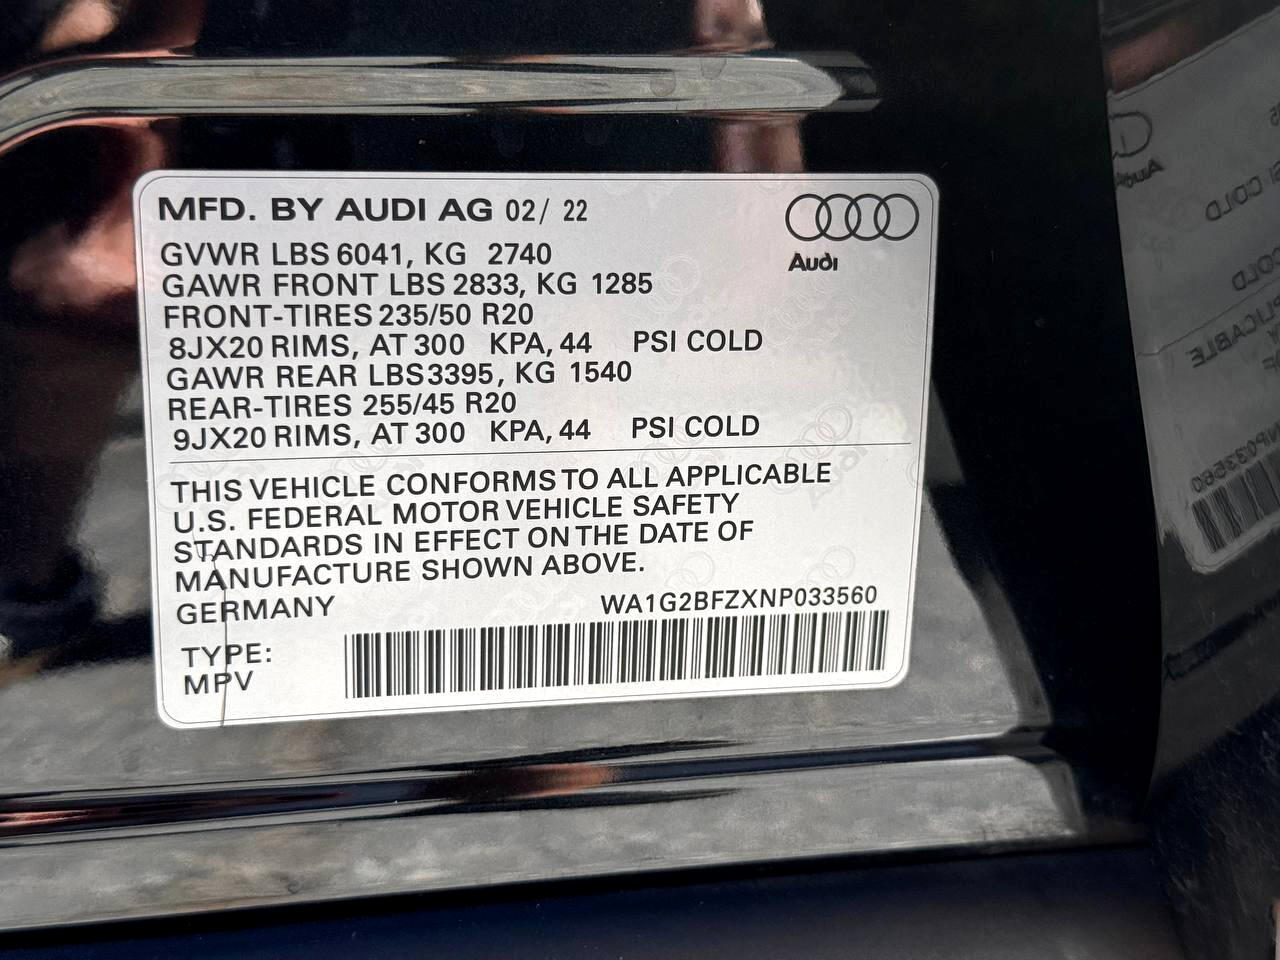 MFD. BY AUDI AG 02/ 22
Audi
GVWR LBS 6041, KG 2740
GAWR FRONT LBS 2833, KG 1285
FRONT-TIRES 235/50 R20
8JX20 RIMS, AT 300 KPA, 44 PSI COLD
GAWR REAR LBS3395, KG 1540
REAR-TIRES 255/45 R20
9JX20 RIMS, AT 300 KPA, 44 PSI COLD
THIS VEHICLE CONFORMS TO ALL APPLICABLE
U.S. FEDERAL MOTOR VEHICLE SAFETY
STANDARDS IN EFFECT ON THE DATE OF
MANUFACTURE SHOWN ABOVE.
GERMANY WA1G2BFZXNP033560
TYPE:
MPV